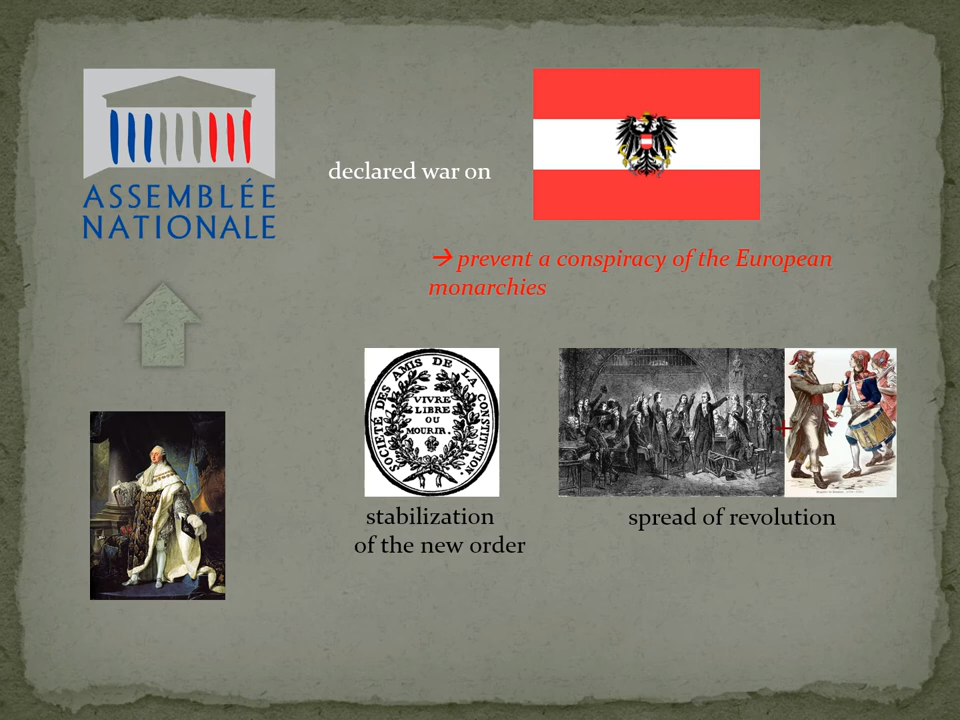 ASSEMBLÉE
NATIONALE
declared war on
→ prevent a conspiracy of the European
monarchies
SOCIETÉ DES AMIS DE LA CONSTITUTION.
VIVRE
LIBRE
OU
MOURIR.
stabilization
of the new order
spread of revolution